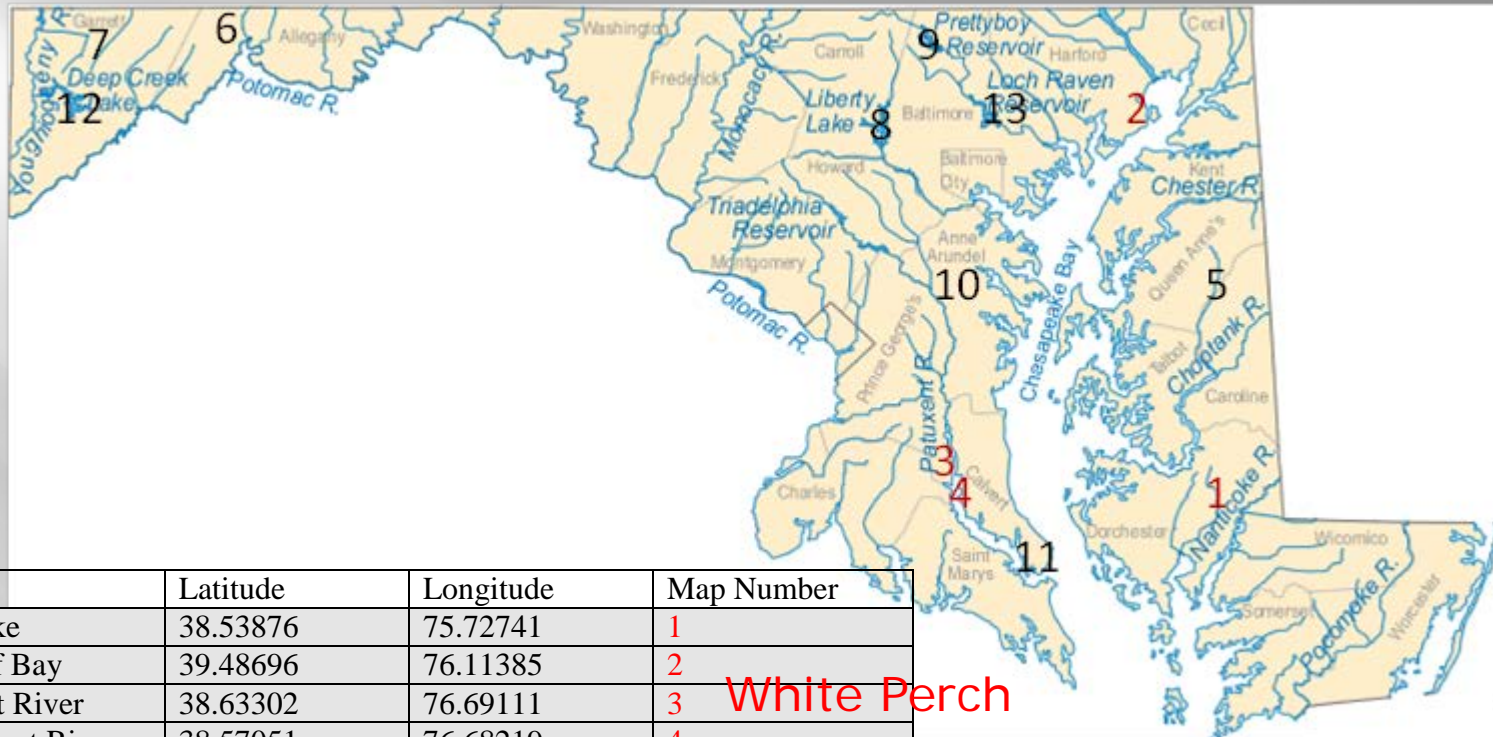 Garrett
6
Allegany
Washington
Prettyboy
Reservoir
Cecil
7
Carroll
9
Harford
Youghiogheny R.
Deep Creek
Lake
12
Potomac R.
Frederick
Monocacy R.
Liberty
Lake
8
Baltimore
Loch Raven
Reservoir
13
2
Baltimore
City
Howard
Kent
Chester R.
Triadelphia
Reservoir
Anne
Arundel
Montgomery
10
Chesapeake Bay
Queen Anne's
5
Potomac R.
Prince George's
Patuxent R.
Talbot
Choptank R.
Caroline
3
4
Calvert
Charles
1
Nanticoke R.
Dorchester
Wicomico
11
Saint
Marys
Somerset
Pocomoke R.
Worcester
Latitude Longitude Map Number
ke 38.53876 75.72741 1
f Bay 39.48696 76.11385 2
t River 38.63302 76.69111 3
White Perch